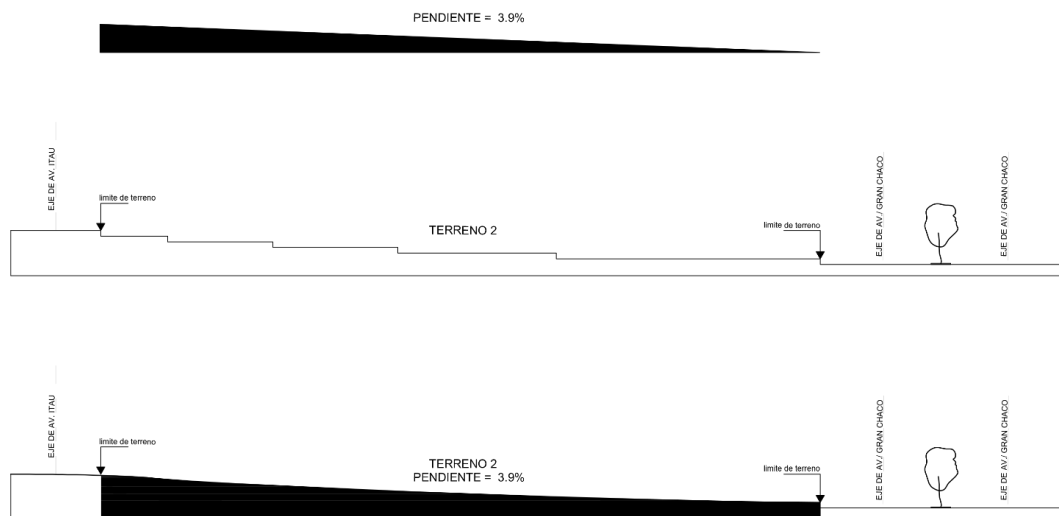 PENDIENTE = 3.9%
EJE DE AV. ITAU
limite de terreno
TERRENO 2
limite de terreno
EJE DE AV./ GRAN CHACO
EJE DE AV./ GRAN CHACO
EJE DE AV. ITAU
limite de terreno
TERRENO 2
PENDIENTE = 3.9%
limite de terreno
EJE DE AV./ GRAN CHACO
EJE DE AV./ GRAN CHACO